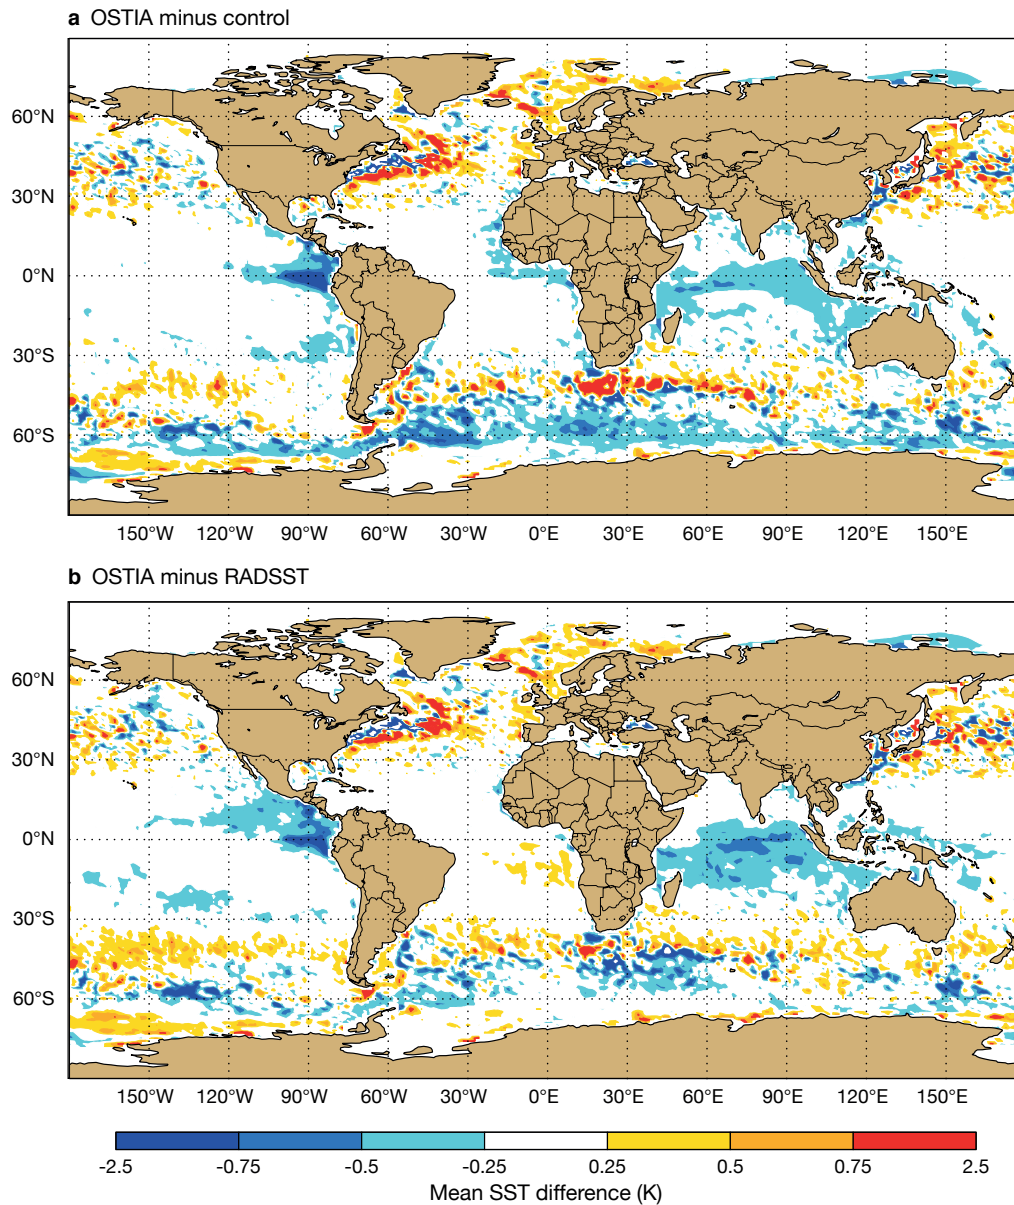 a OSTIA minus control
60°N
30°N
0°N
30°S
60°S
150°W 120°W 90°W 60°W 30°W 0°E 30°E 60°E 90°E 120°E 150°E
b OSTIA minus RADSST
60°N
30°N
0°N
30°S
60°S
150°W 120°W 90°W 60°W 30°W 0°E 30°E 60°E 90°E 120°E 150°E
-2.5 -0.75 -0.5 -0.25 0.25 0.5 0.75 2.5
Mean SST difference (K)